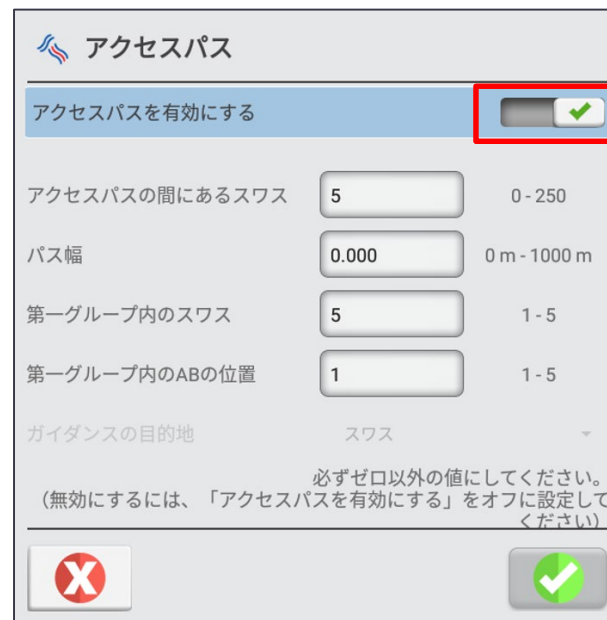 アクセスパス
アクセスパスを有効にする
アクセスパスの間にあるスワス 5 0 - 250
パス幅 0.000 0 m - 1000 m
第一グループ内のスワス 5 1 - 5
第一グループ内のABの位置 1 1 - 5
ガイダンスの目的地 スワス
必ずゼロ以外の値にしてください。
（無効にするには、「アクセスパスを有効にする」をオフに設定して
ください）